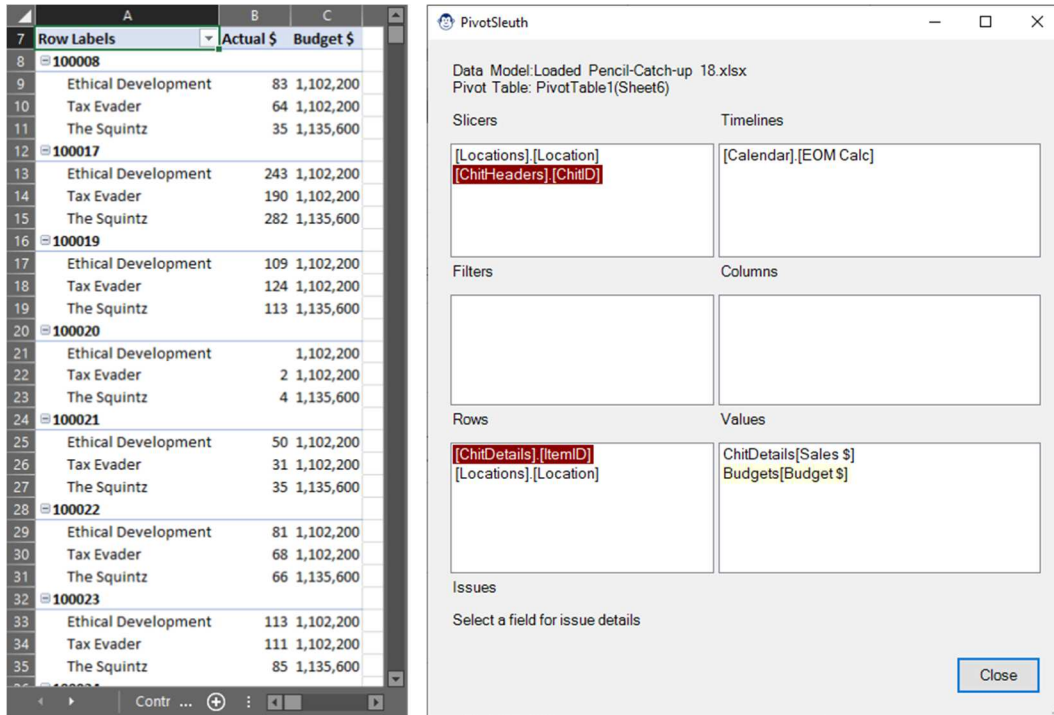 A B C
7 Row Labels Actual $ Budget $
8 100008
9 Ethical Development 83 1,102,200
10 Tax Evader 64 1,102,200
11 The Squintz 35 1,135,600
12 100017
13 Ethical Development 243 1,102,200
14 Tax Evader 190 1,102,200
15 The Squintz 282 1,135,600
16 100019
17 Ethical Development 109 1,102,200
18 Tax Evader 124 1,102,200
19 The Squintz 113 1,135,600
20 100020
21 Ethical Development 1,102,200
22 Tax Evader 2 1,102,200
23 The Squintz 4 1,135,600
24 100021
25 Ethical Development 50 1,102,200
26 Tax Evader 31 1,102,200
27 The Squintz 35 1,135,600
28 100022
29 Ethical Development 81 1,102,200
30 Tax Evader 68 1,102,200
31 The Squintz 66 1,135,600
32 100023
33 Ethical Development 113 1,102,200
34 Tax Evader 111 1,102,200
35 The Squintz 85 1,135,600
Contr ...
PivotSleuth
Data Model:Loaded Pencil-Catch-up 18.xlsx
Pivot Table: PivotTable1(Sheet6)
Slicers Timelines
[Locations].[Location] [Calendar].[EOM Calc]
[ChitHeaders].[ChitID]
Filters Columns
Rows Values
[ChitDetails].[ItemID] ChitDetails[Sales $]
[Locations].[Location] Budgets[Budget $]
Issues
Select a field for issue details
Close